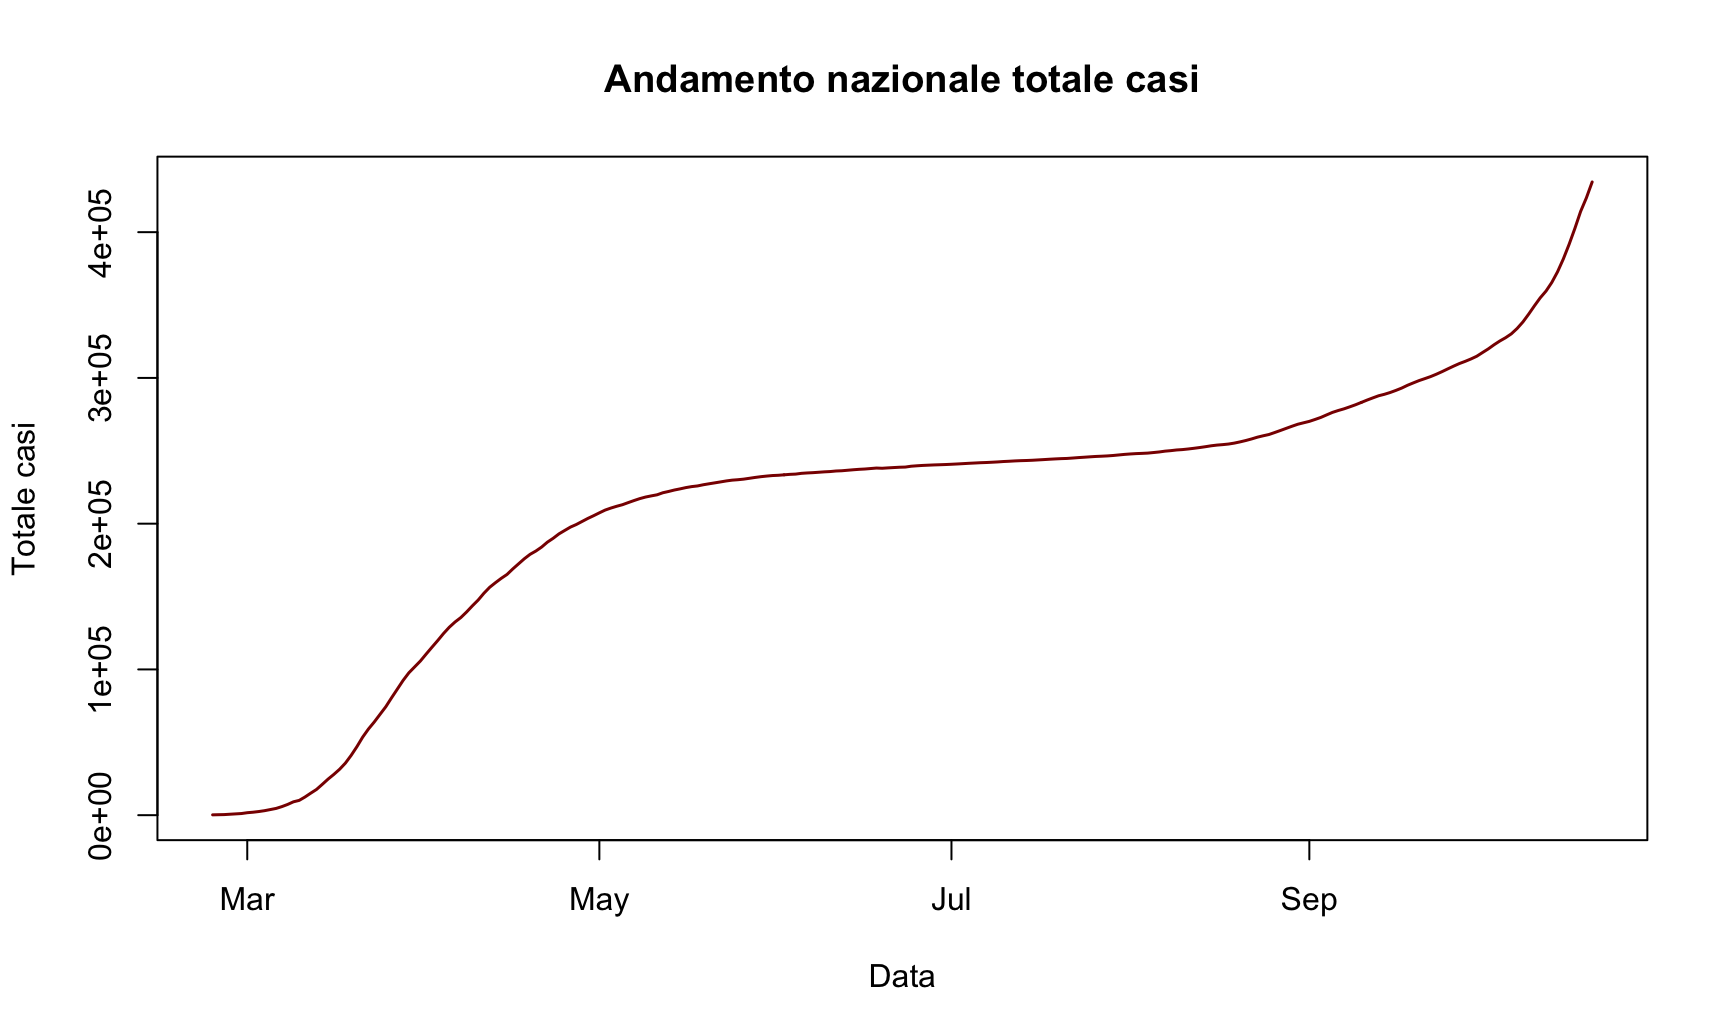 Andamento nazionale totale casi
4e+05
3e+05
2e+05
1e+05
0e+00
Totale casi
Mar May Jul Sep
Data